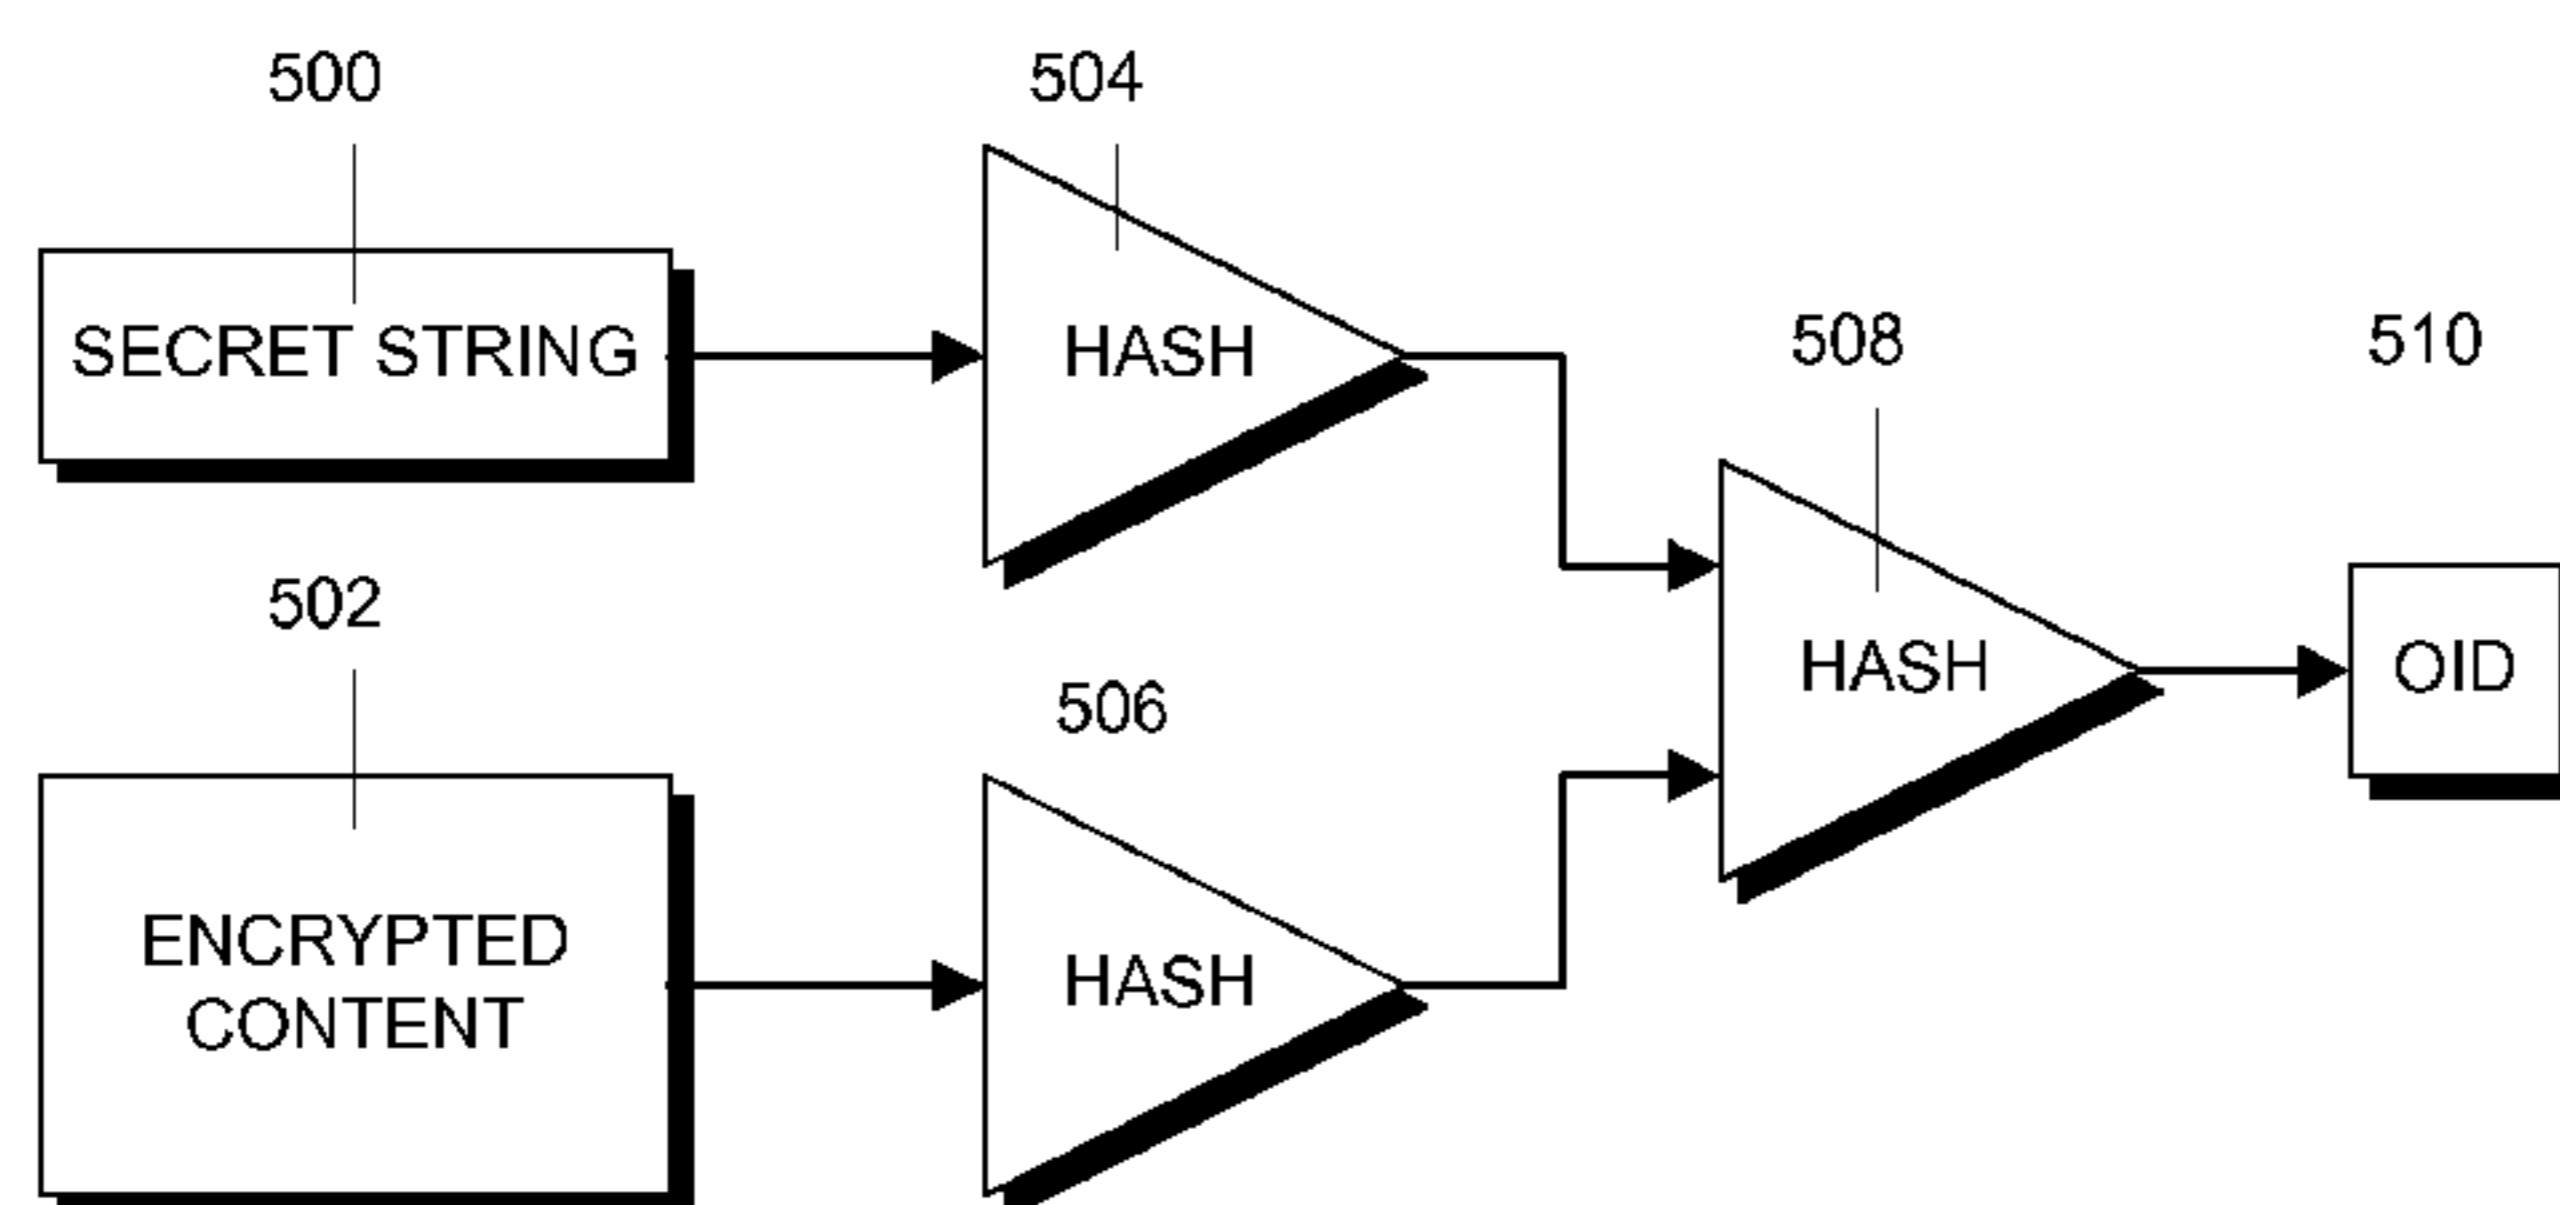 500
504
SECRET STRING
HASH
508
510
502
HASH
OID
506
ENCRYPTED
CONTENT
HASH